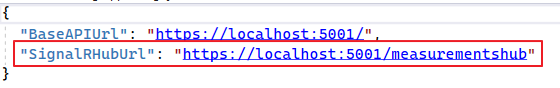 {
"BaseAPIUrl": "https://localhost:5001/",
"SignalRHubUrl": "https://localhost:5001/measurementshub"
}